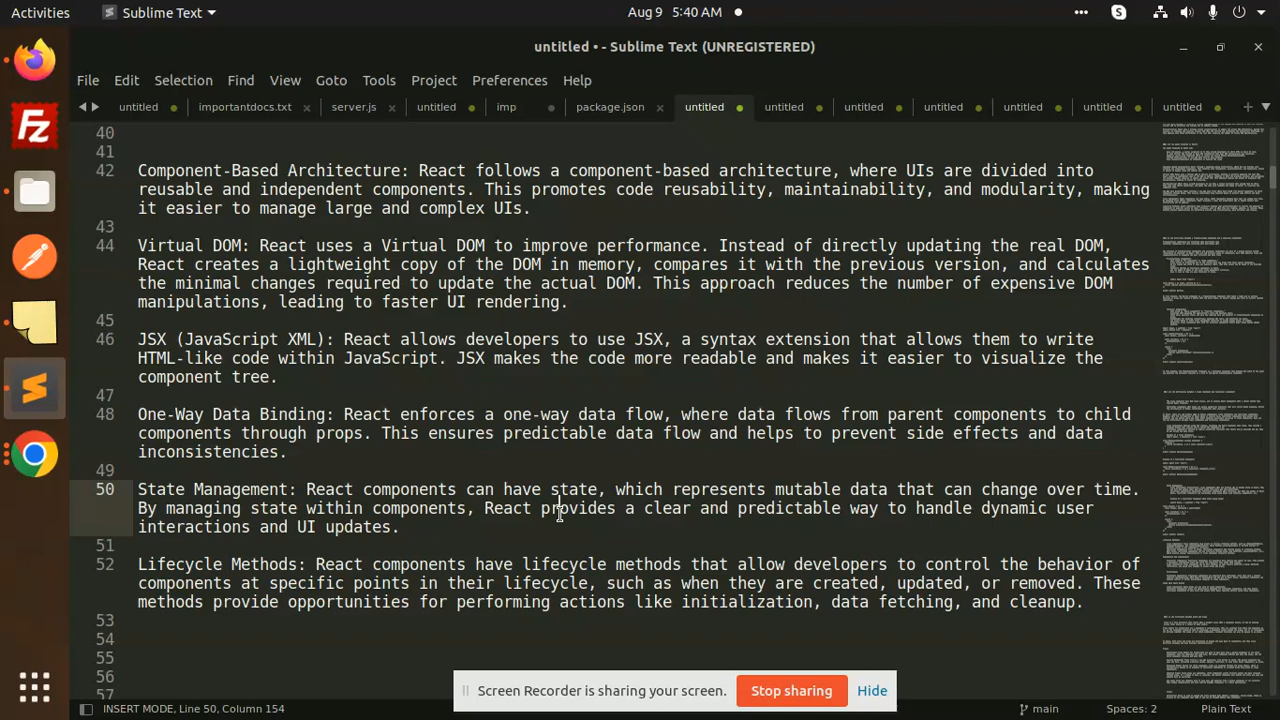 Activities Sublime Text Aug 9 5:40 AM
untitled • - Sublime Text (UNREGISTERED)
File Edit Selection Find View Goto Tools Project Preferences Help
untitled importantdocs.txt server.js untitled imp package.json untitled untitled untitled untitled untitled untitled untitled
40
41
42 Component-Based Architecture: React follows a component-based architecture, where UIs are divided into
reusable and independent components. This promotes code reusability, maintainability, and modularity, making
it easier to manage large and complex UIs.
43
44 Virtual DOM: React uses a Virtual DOM to improve performance. Instead of directly updating the real DOM,
React creates a lightweight copy of the DOM in memory, compares it with the previous version, and calculates
the minimal changes required to update the actual DOM. This approach reduces the number of expensive DOM
manipulations, leading to faster UI rendering.
45
46 JSX (JavaScript XML): React allows developers to use JSX, a syntax extension that allows them to write
HTML-like code within JavaScript. JSX makes the code more readable and makes it easier to visualize the
component tree.
47
48 One-Way Data Binding: React enforces a one-way data flow, where data flows from parent components to child
components through props. This ensures predictable data flow and helps to prevent side effects and data
inconsistencies.
49
50 State Management: React components can have state, which represents mutable data that can change over time.
By managing state within components, React provides a clear and predictable way to handle dynamic user
interactions and UI updates.
51
52 Lifecycle Methods: React components have lifecycle methods that allow developers to control the behavior of
components at specific points in their lifecycle, such as when they are created, updated, or removed. These
methods provide opportunities for performing actions like initialization, data fetching, and cleanup.
53
54
55
56
57
Screen Recorder is sharing your screen. Stop sharing Hide
INSERT MODE, Line 50, Column 154 main Spaces: 2 Plain Text